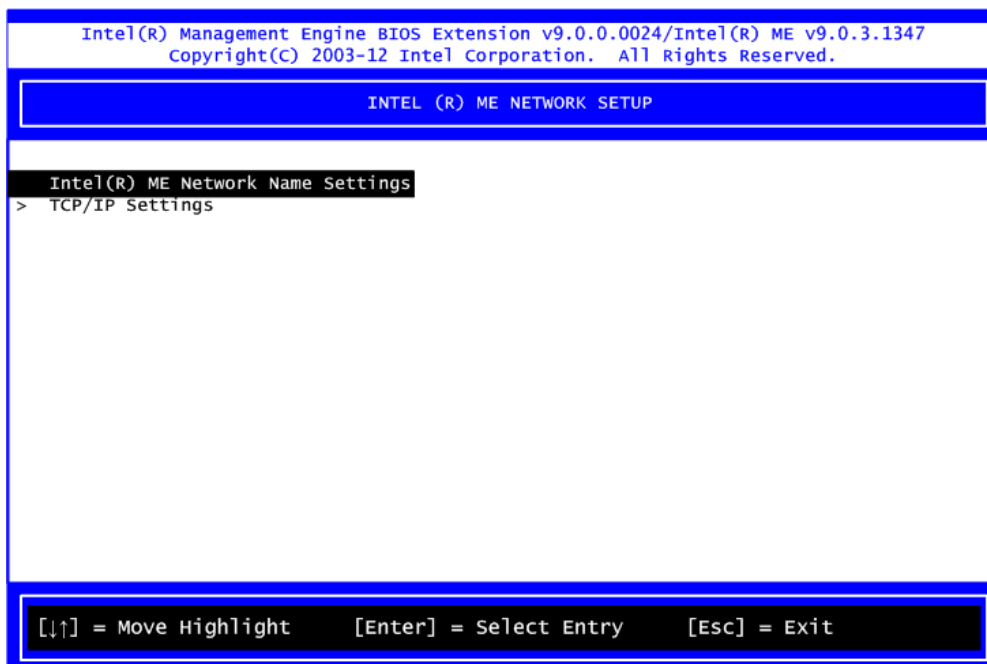 Intel(R) Management Engine BIOS Extension v9.0.0.0024/Intel(R) ME v9.0.3.1347
Copyright(C) 2003-12 Intel Corporation.  All Rights Reserved.
INTEL (R) ME NETWORK SETUP
Intel(R) ME Network Name Settings
> TCP/IP Settings
[↓↑] = Move Highlight [Enter] = Select Entry [Esc] = Exit